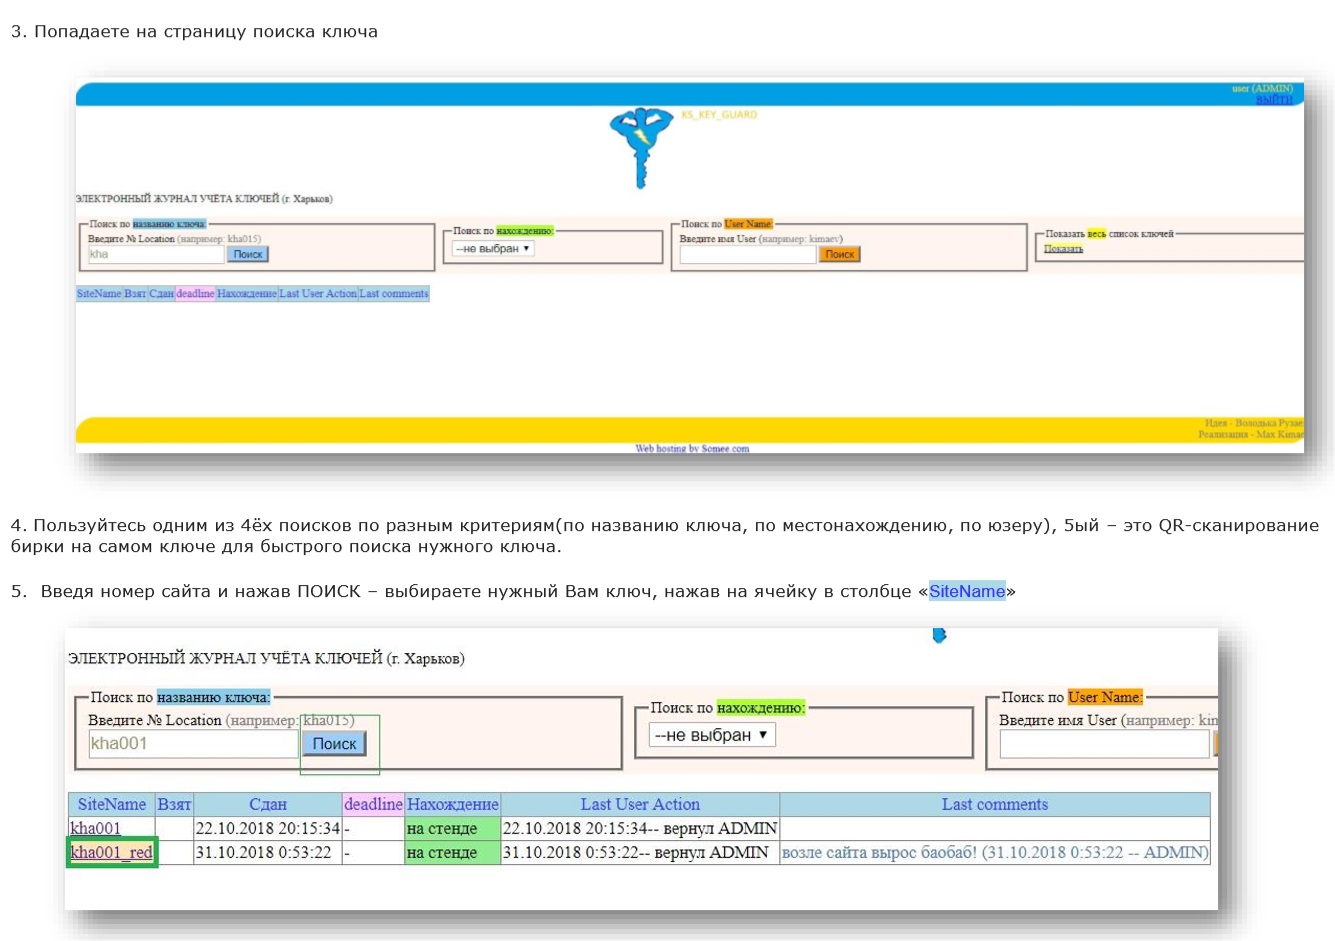 3. Попадаете на страницу поиска ключа
user (ADMIN)
ВЫЙТИ
KS_KEY_GUARD
ЭЛЕКТРОННЫЙ ЖУРНАЛ УЧЁТА КЛЮЧЕЙ (г. Харьков)
Поиск по названию ключа:
Введите № Location (например: kha015)
kha Поиск
Поиск по нахождению:
--не выбран
Поиск по User Name:
Введите имя User (например: kimaev)
Поиск
Показать весь список ключей
Показать
SiteName Взят Сдан deadline Нахождение Last User Action Last comments
Идея - Володька Рузае
Реализация - Max Kimae
Web hosting by Somee.com
4. Пользуйтесь одним из 4ёх поисков по разным критериям(по названию ключа, по местонахождению, по юзеру), 5ый – это QR-сканирование
бирки на самом ключе для быстрого поиска нужного ключа.
5. Введя номер сайта и нажав ПОИСК – выбираете нужный Вам ключ, нажав на ячейку в столбце «SiteName»
ЭЛЕКТРОННЫЙ ЖУРНАЛ УЧЁТА КЛЮЧЕЙ (г. Харьков)
Поиск по названию ключа:
Введите № Location (например: kha015)
kha001 Поиск
Поиск по нахождению:
--не выбран
Поиск по User Name:
Введите имя User (например: kin
SiteName Взят Сдан deadline Нахождение Last User Action Last comments
kha001 22.10.2018 20:15:34 - на стенде 22.10.2018 20:15:34-- вернул ADMIN
kha001_red 31.10.2018 0:53:22 - на стенде 31.10.2018 0:53:22-- вернул ADMIN возле сайта вырос баобаб! (31.10.2018 0:53:22 -- ADMIN)